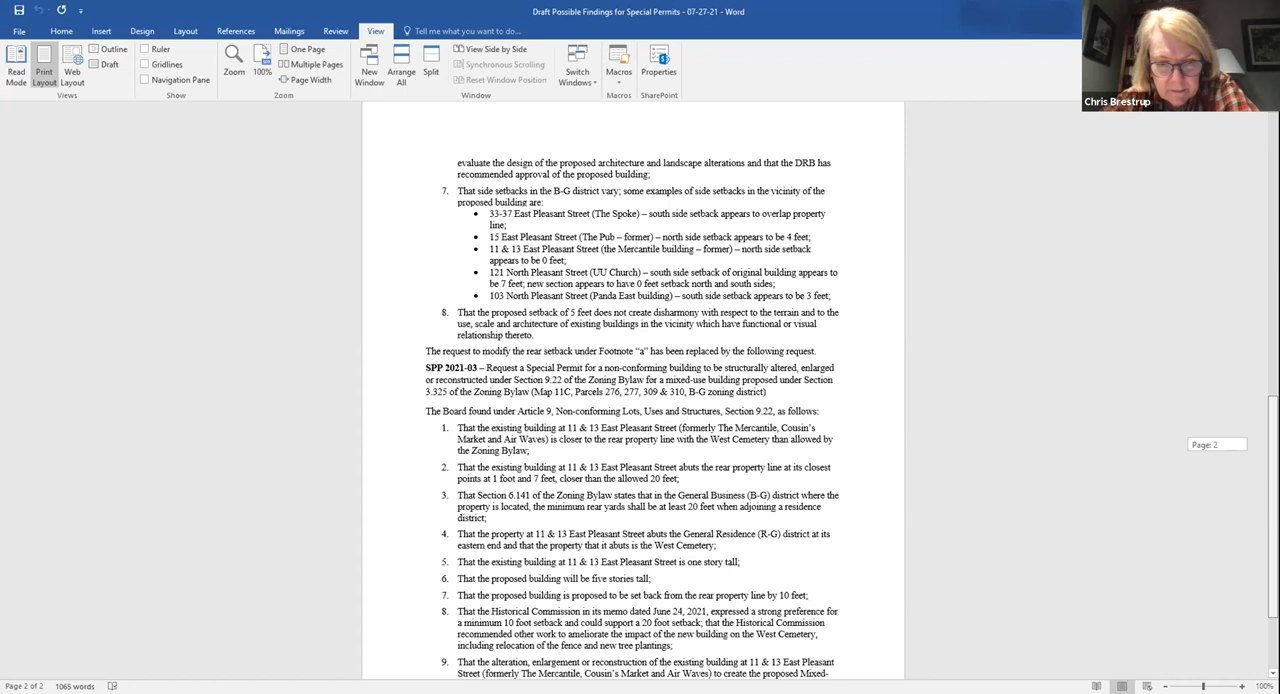 Draft Possible Findings for Special Permits - 07-27-21 - Word
File Home Insert Design Layout References Mailings Review View Tell me what you want to do...
Read Mode
Print Layout
Web Layout
Outline
Draft
Views
Ruler
Gridlines
Navigation Pane
Show
Zoom
100%
One Page
Multiple Pages
Page Width
Zoom
New Window
Arrange All
Split
View Side by Side
Synchronous Scrolling
Reset Window Position
Window
Switch Windows
Macros
Macros
Properties
SharePoint
Chris Brestrup
evaluate the design of the proposed architecture and landscape alterations and that the DRB has
recommended approval of the proposed building;
7. That side setbacks in the B-G district vary; some examples of side setbacks in the vicinity of the
proposed building are:
• 33-37 East Pleasant Street (The Spoke) – south side setback appears to overlap property
line;
• 15 East Pleasant Street (The Pub – former) – north side setback appears to be 4 feet;
• 11 & 13 East Pleasant Street (the Mercantile building – former) – north side setback
appears to be 0 feet;
• 121 North Pleasant Street (UU Church) – south side setback of original building appears to
be 7 feet; new section appears to have 0 feet setback north and south sides;
• 103 North Pleasant Street (Panda East building) – south side setback appears to be 3 feet;
8. That the proposed setback of 5 feet does not create disharmony with respect to the terrain and to the
use, scale and architecture of existing buildings in the vicinity which have functional or visual
relationship thereto.
The request to modify the rear setback under Footnote “a” has been replaced by the following request.
SPP 2021-03 – Request a Special Permit for a non-conforming building to be structurally altered, enlarged
or reconstructed under Section 9.22 of the Zoning Bylaw for a mixed-use building proposed under Section
3.325 of the Zoning Bylaw (Map 11C, Parcels 276, 277, 309 & 310, B-G zoning district)
The Board found under Article 9, Non-conforming Lots, Uses and Structures, Section 9.22, as follows:
1. That the existing building at 11 & 13 East Pleasant Street (formerly The Mercantile, Cousin’s
Market and Air Waves) is closer to the rear property line with the West Cemetery than allowed by
the Zoning Bylaw;
2. That the existing building at 11 & 13 East Pleasant Street abuts the rear property line at its closest
points at 1 foot and 7 feet, closer than the allowed 20 feet;
3. That Section 6.141 of the Zoning Bylaw states that in the General Business (B-G) district where the
property is located, the minimum rear yards shall be at least 20 feet when adjoining a residence
district;
4. That the property at 11 & 13 East Pleasant Street abuts the General Residence (R-G) district at its
eastern end and that the property that it abuts is the West Cemetery;
5. That the existing building at 11 & 13 East Pleasant Street is one story tall;
6. That the proposed building will be five stories tall;
7. That the proposed building is proposed to be set back from the rear property line by 10 feet;
8. That the Historical Commission in its memo dated June 24, 2021, expressed a strong preference for
a minimum 10 foot setback and could support a 20 foot setback; that the Historical Commission
recommended other work to ameliorate the impact of the new building on the West Cemetery,
including relocation of the fence and new tree plantings;
9. That the alteration, enlargement or reconstruction of the existing building at 11 & 13 East Pleasant
Street (formerly The Mercantile, Cousin’s Market and Air Waves) to create the proposed Mixed-
Page: 2
Page 2 of 2 1065 words
100%